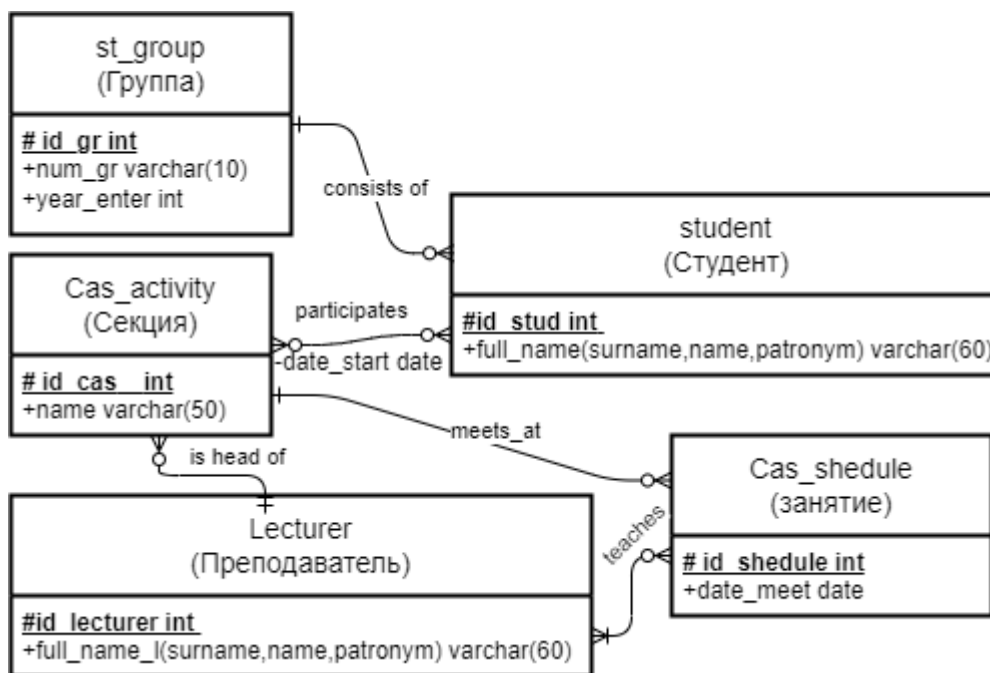 st_group
(Группа)
# id_gr int
+num_gr varchar(10)
+year_enter int
consists of
student
(Студент)
#id_stud int
+full_name(surname,name,patronym) varchar(60)
Cas_activity
(Секция)
# id_cas__int
+name varchar(50)
participates
-date_start date
meets_at
is head of
Cas_shedule
(занятие)
# id_shedule int
+date_meet date
teaches
Lecturer
(Преподаватель)
#id_lecturer int
+full_name_l(surname,name,patronym) varchar(60)